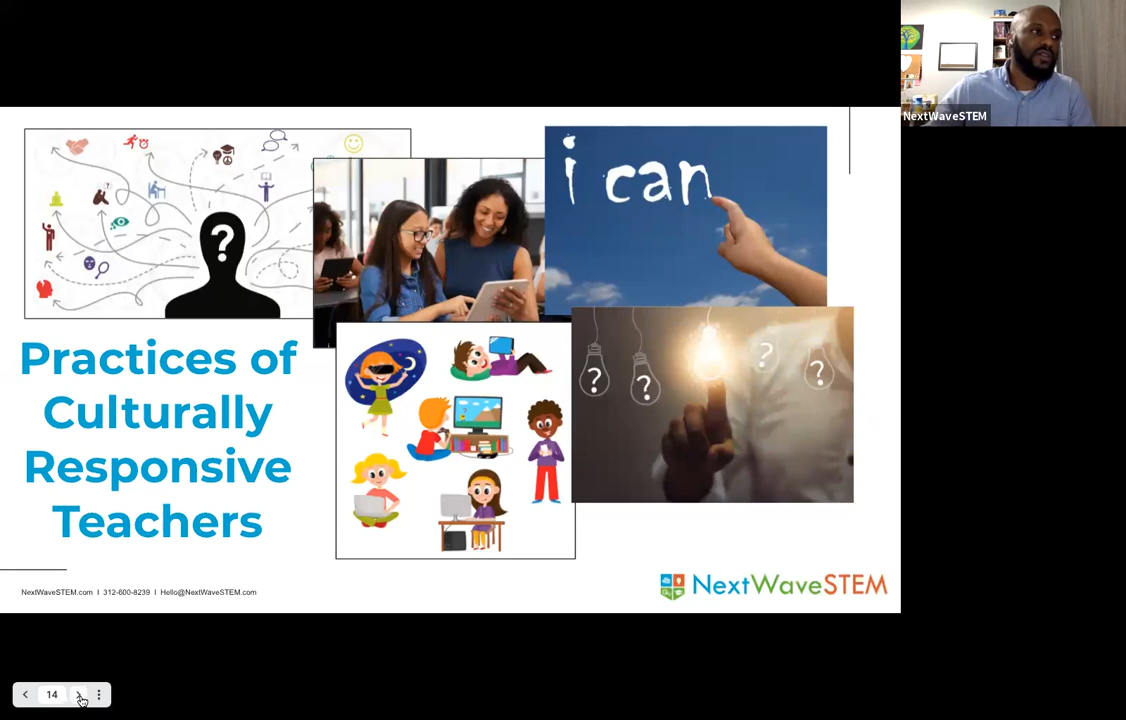 NextWaveSTEM
?
i can
? ? ? ?
Practices of
Culturally
Responsive
Teachers
NextWaveSTEM.com I 312-600-8239 I Hello@NextWaveSTEM.com
NextWaveSTEM
14